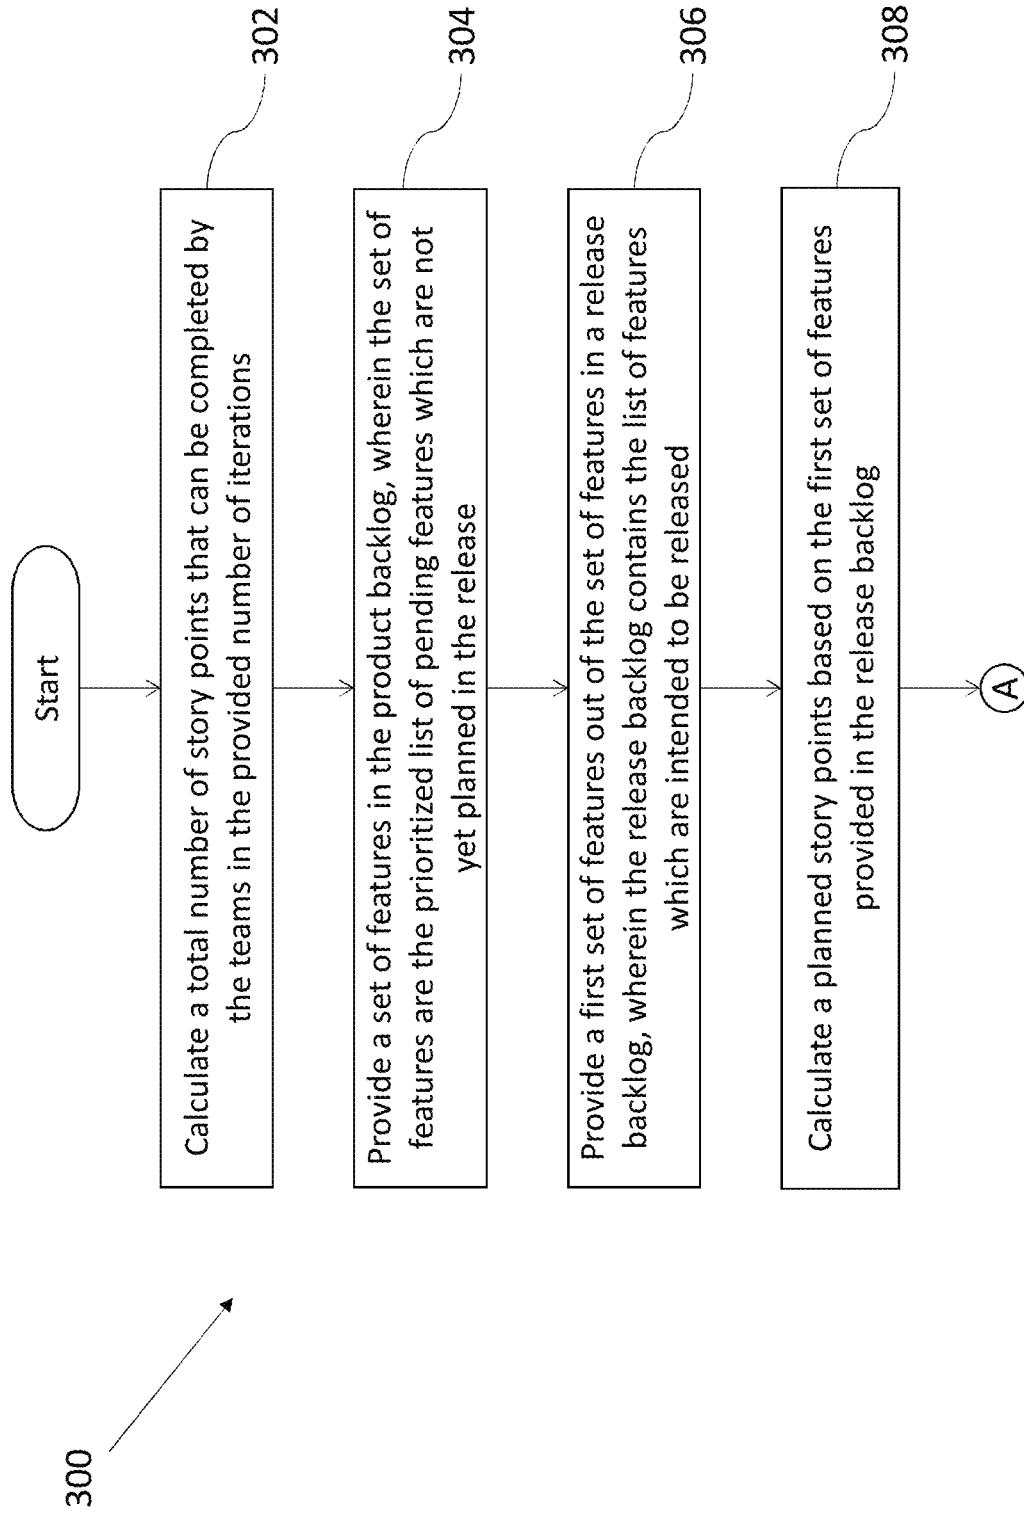 300
Start
Calculate a total number of story points that can be completed by
the teams in the provided number of iterations
302
Provide a set of features in the product backlog, wherein the set of
features are the prioritized list of pending features which are not
yet planned in the release
304
Provide a first set of features out of the set of features in a release
backlog, wherein the release backlog contains the list of features
which are intended to be released
306
Calculate a planned story points based on the first set of features
provided in the release backlog
308
A